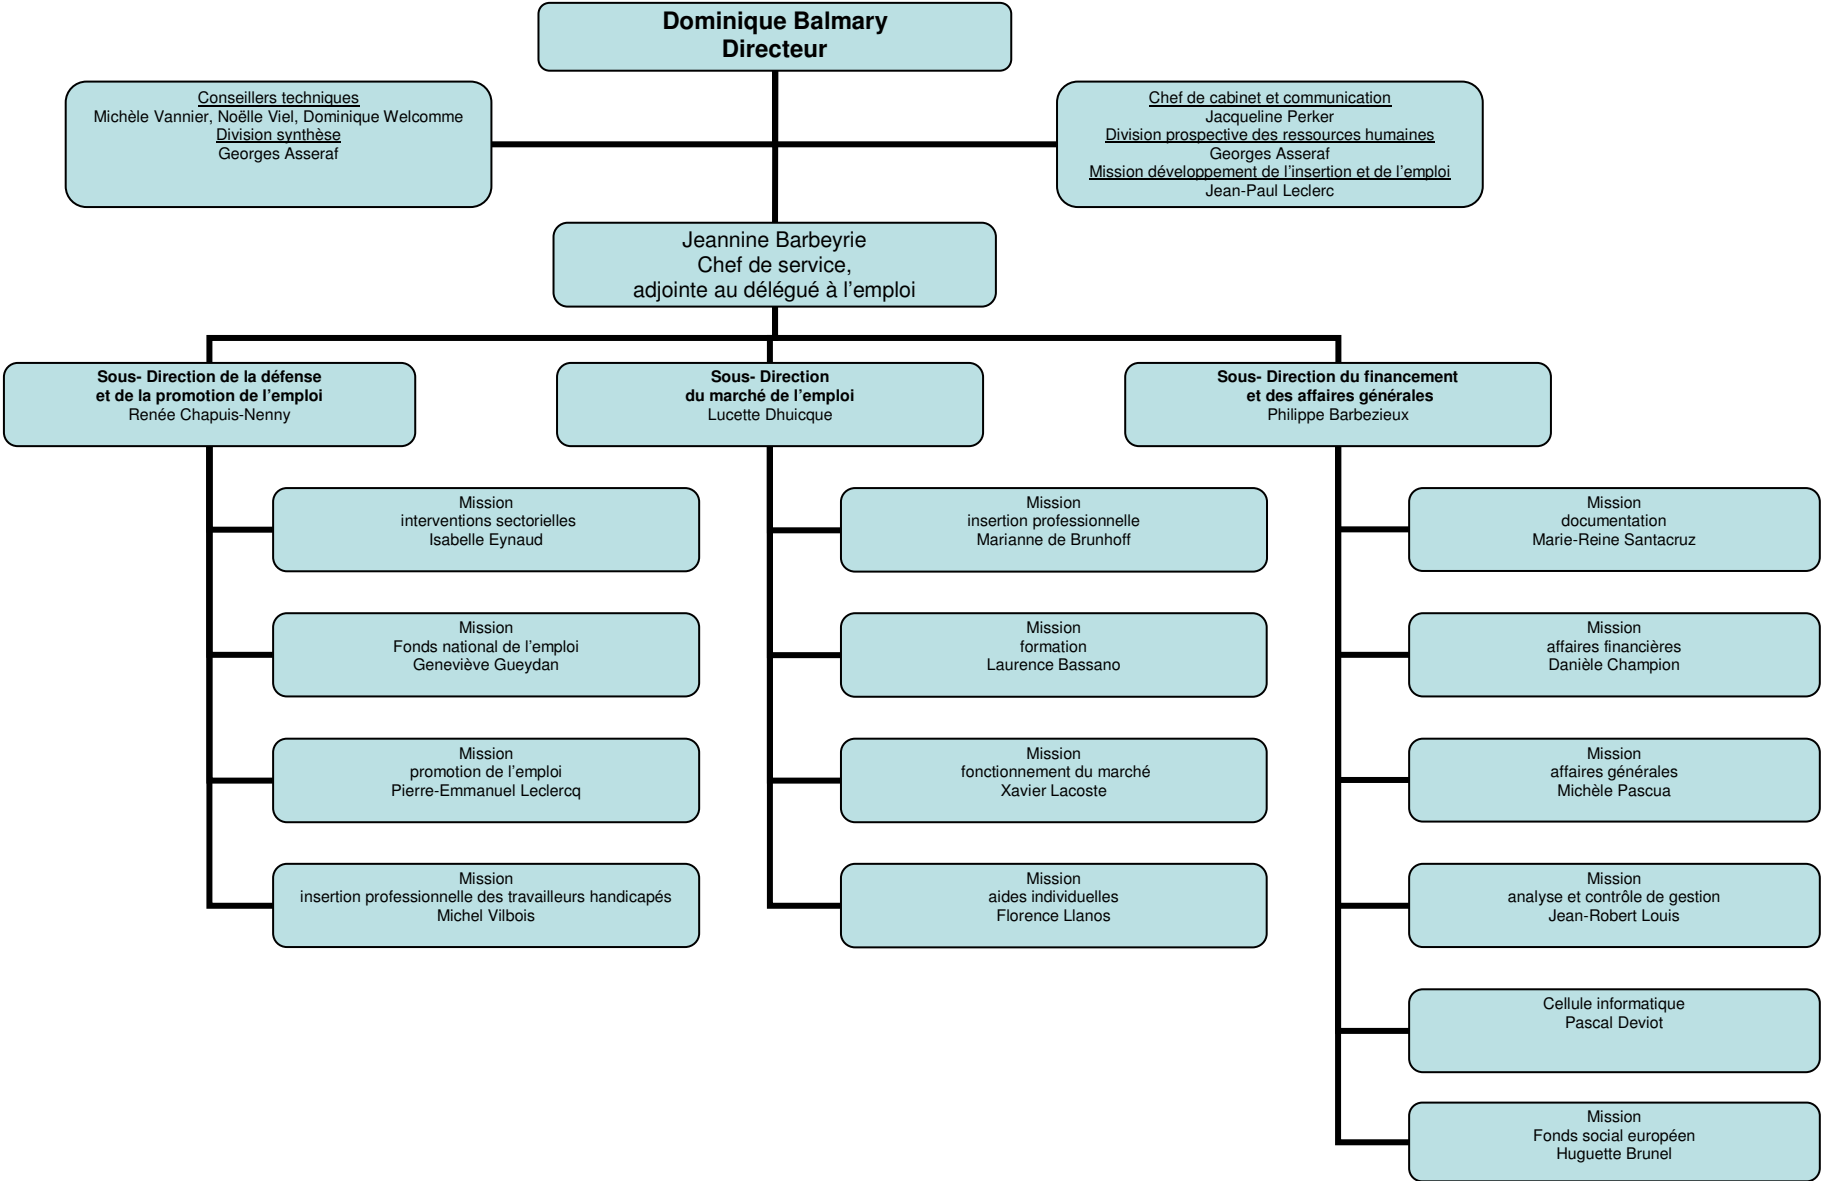 Dominique Balmary
Directeur
Conseillers techniques
Michèle Vannier, Noëlle Viel, Dominique Welcomme
Division synthèse
Georges Asseraf
Chef de cabinet et communication
Jacqueline Perker
Division prospective des ressources humaines
Georges Asseraf
Mission développement de l’insertion et de l’emploi
Jean-Paul Leclerc
Jeannine Barbeyrie
Chef de service,
adjointe au délégué à l’emploi
Sous- Direction de la défense
et de la promotion de l’emploi
Renée Chapuis-Nenny
Sous- Direction
du marché de l’emploi
Lucette Dhuicque
Sous- Direction du financement
et des affaires générales
Philippe Barbezieux
Mission
interventions sectorielles
Isabelle Eynaud
Mission
Fonds national de l’emploi
Geneviève Gueydan
Mission
promotion de l’emploi
Pierre-Emmanuel Leclercq
Mission
insertion professionnelle des travailleurs handicapés
Michel Vilbois
Mission
insertion professionnelle
Marianne de Brunhoff
Mission
formation
Laurence Bassano
Mission
fonctionnement du marché
Xavier Lacoste
Mission
aides individuelles
Florence Llanos
Mission
documentation
Marie-Reine Santacruz
Mission
affaires financières
Danièle Champion
Mission
affaires générales
Michèle Pascua
Mission
analyse et contrôle de gestion
Jean-Robert Louis
Cellule informatique
Pascal Deviot
Mission
Fonds social européen
Huguette Brunel